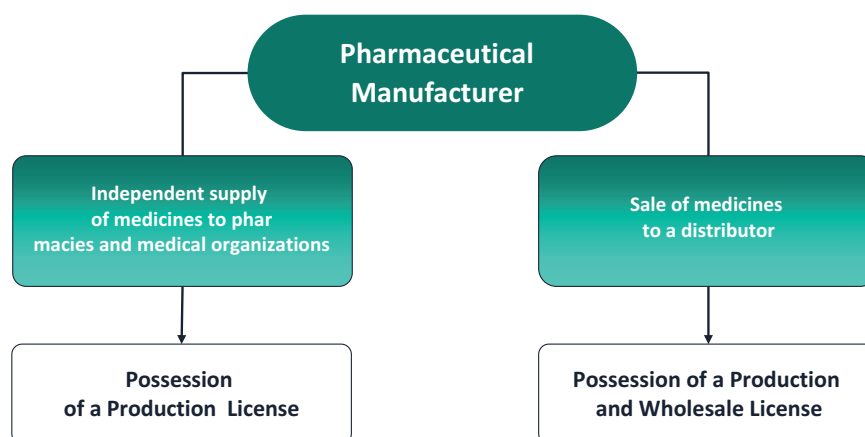 Pharmaceutical
Manufacturer
Independent supply
of medicines to phar
macies and medical organizations
Sale of medicines
to a distributor
Possession
of a Production License
Possession of a Production
and Wholesale License